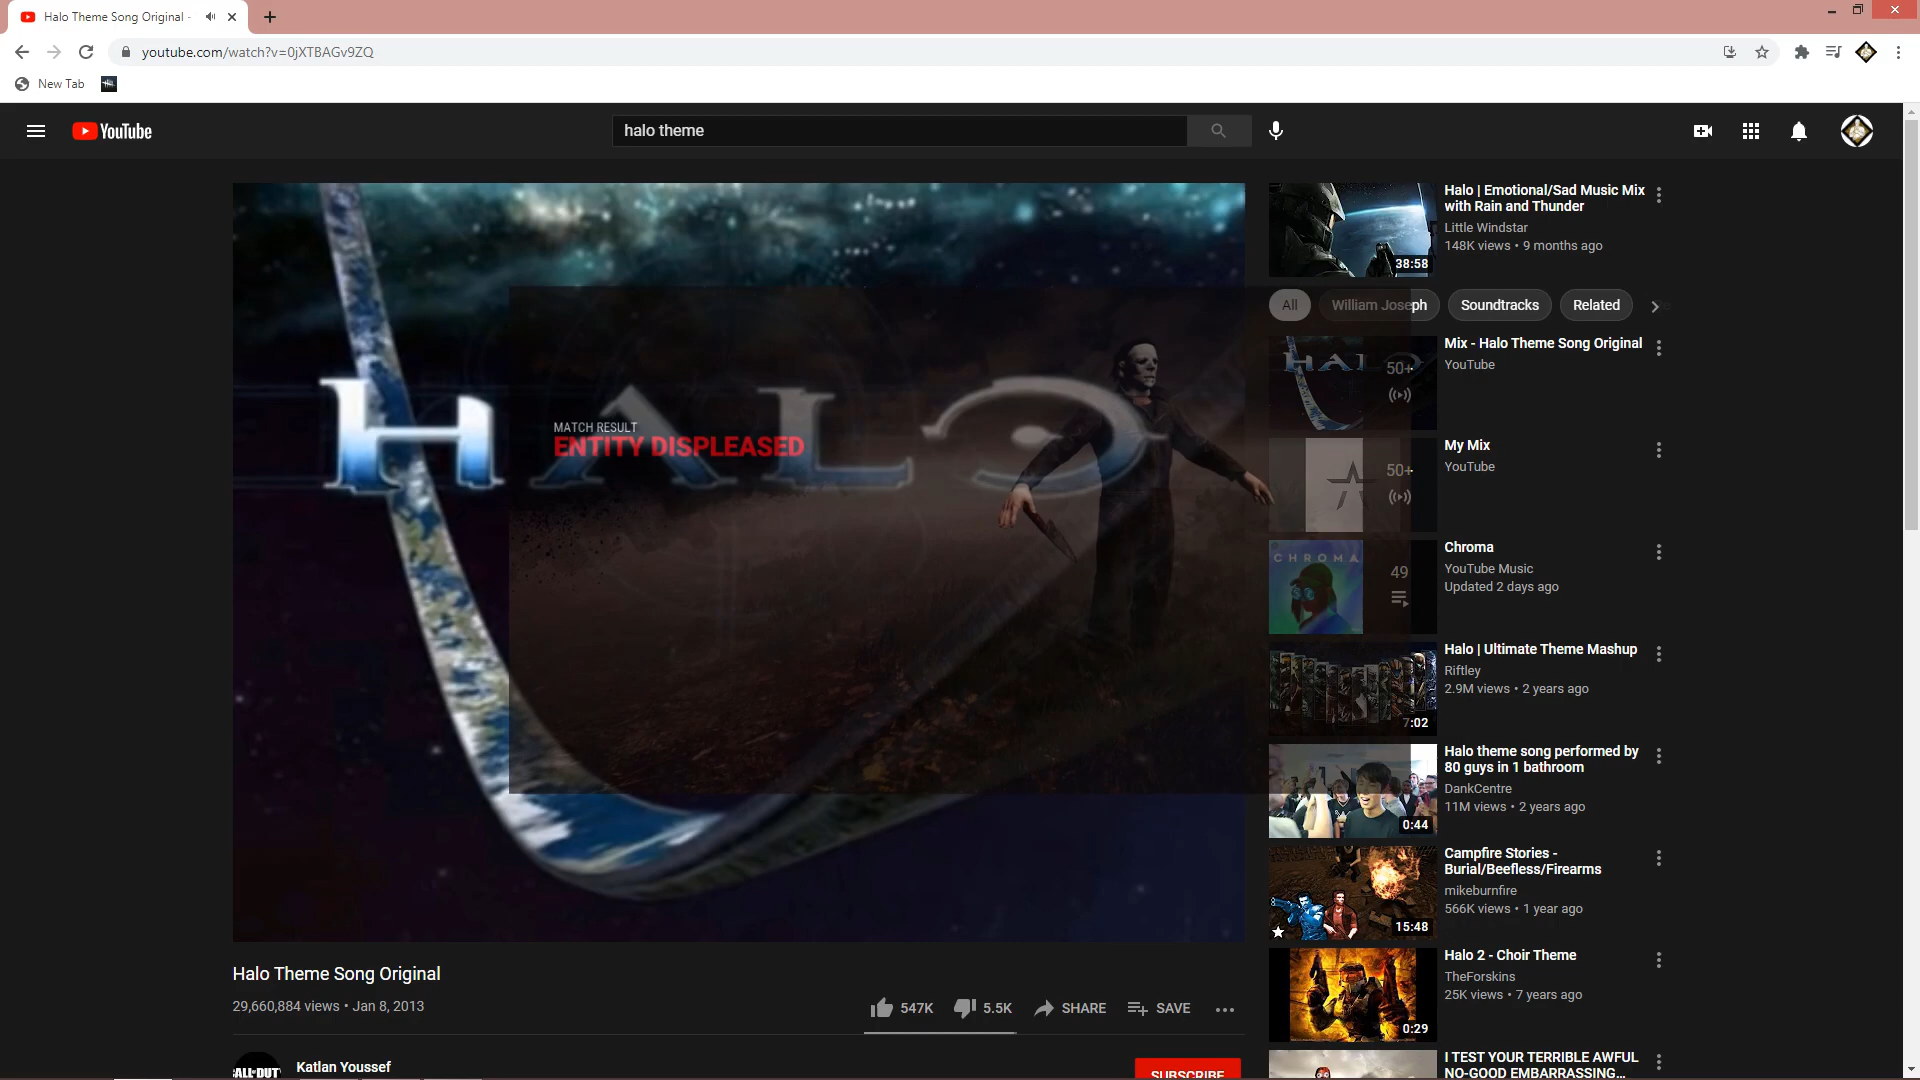 Halo Theme Song Original -
youtube.com/watch?v=0jXTBAGv9ZQ
New Tab
YouTube
halo theme
HALO
MATCH RESULT
ENTITY DISPLEASED
Halo Theme Song Original
29,660,884 views • Jan 8, 2013
547K
5.5K
SHARE
SAVE
CALL·DUTY
Katlan Youssef
SUBSCRIBE
38:58
Halo | Emotional/Sad Music Mix
with Rain and Thunder
Little Windstar
148K views • 9 months ago
All
William Joseph
Soundtracks
Related
HALO
50+
Mix - Halo Theme Song Original
YouTube
50+
My Mix
YouTube
CHROMA
49
Chroma
YouTube Music
Updated 2 days ago
7:02
Halo | Ultimate Theme Mashup
Riftley
2.9M views • 2 years ago
0:44
Halo theme song performed by
80 guys in 1 bathroom
DankCentre
11M views • 2 years ago
15:48
Campfire Stories -
Burial/Beefless/Firearms
mikeburnfire
566K views • 1 year ago
0:29
Halo 2 - Choir Theme
TheForskins
25K views • 7 years ago
I TEST YOUR TERRIBLE AWFUL
NO-GOOD EMBARRASSING...